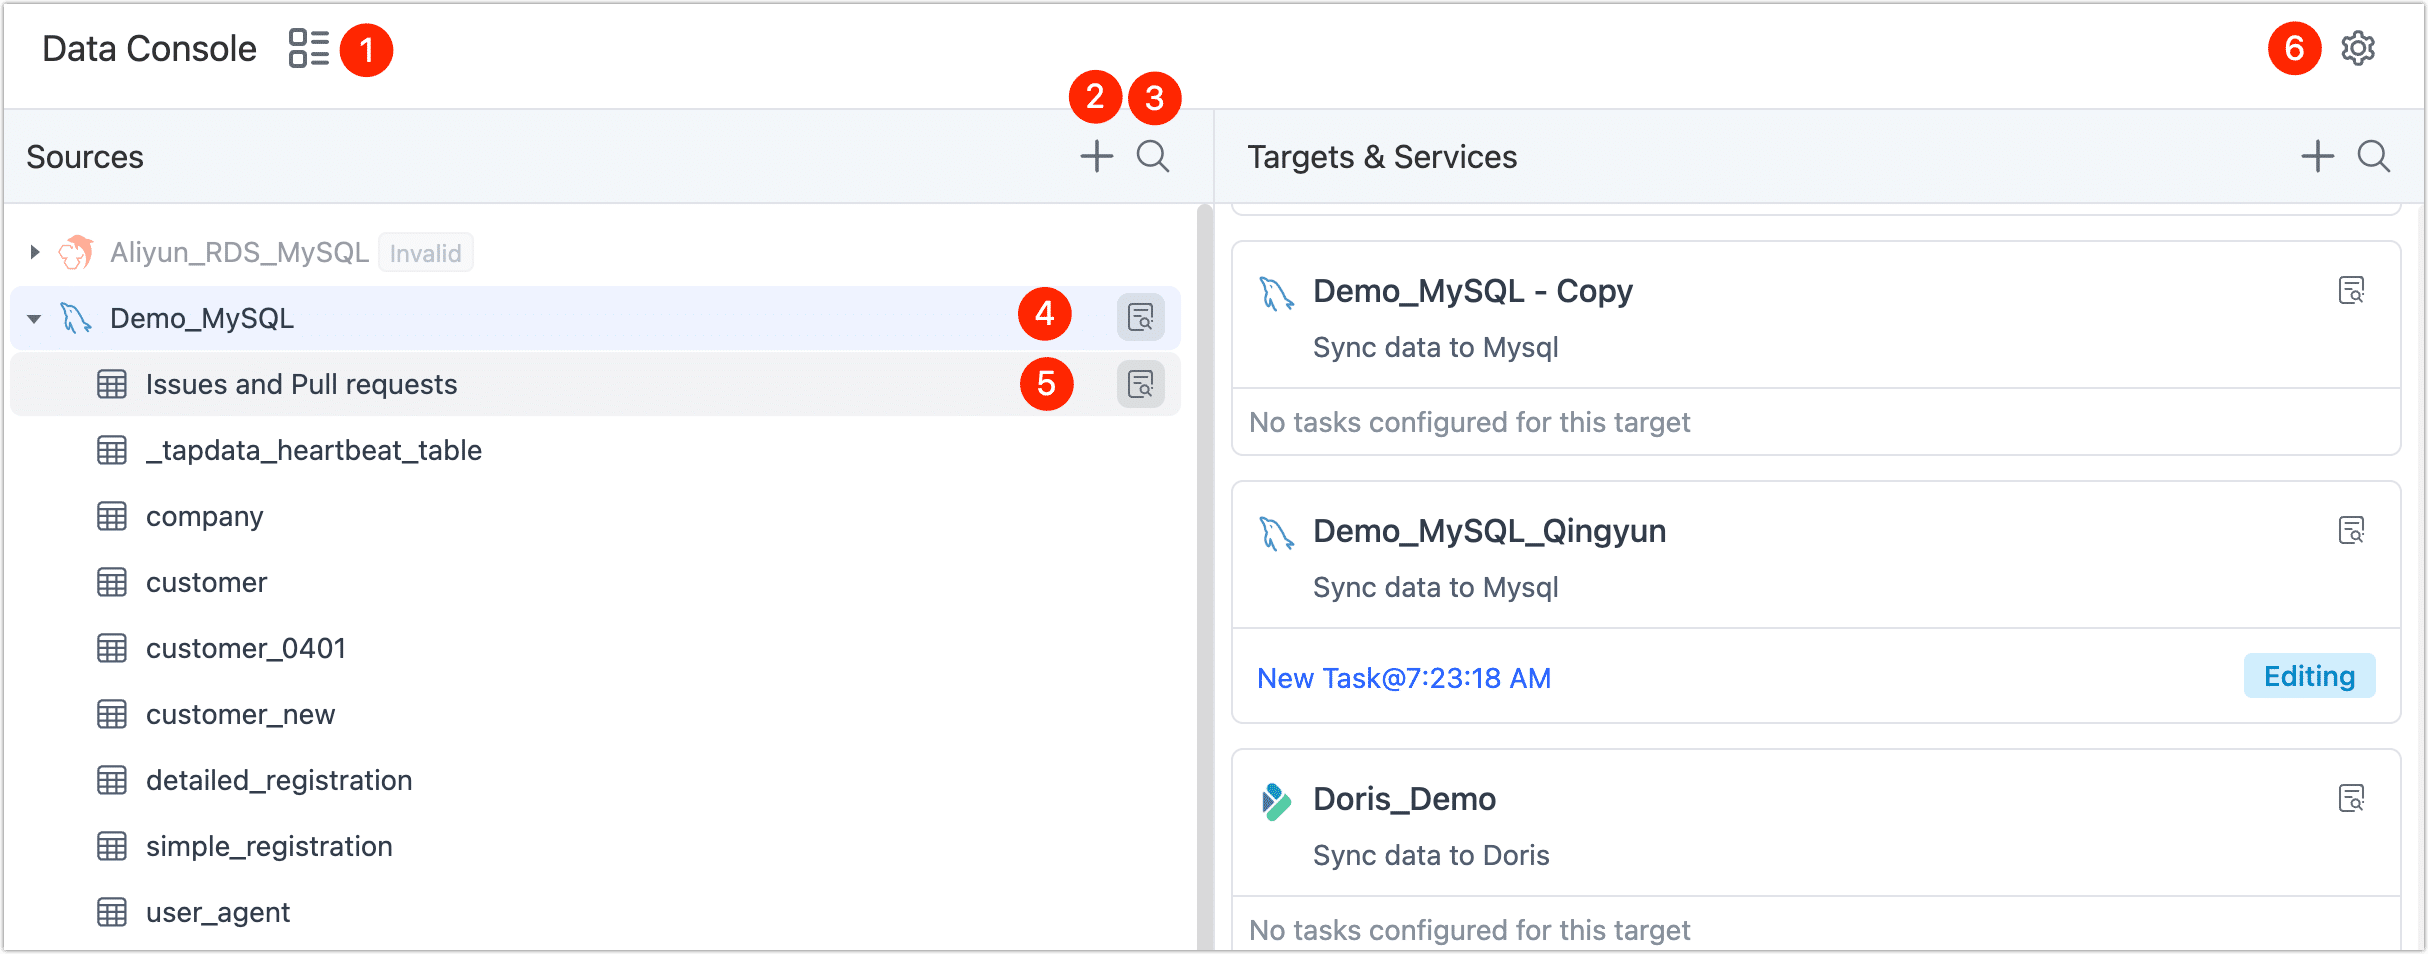 Data Console 1
6
2 3
Sources
Targets & Services
Aliyun_RDS_MySQL Invalid
Demo_MySQL 4
Issues and Pull requests 5
_tapdata_heartbeat_table
company
customer
customer_0401
customer_new
detailed_registration
simple_registration
user_agent
Demo_MySQL - Copy
Sync data to Mysql
No tasks configured for this target
Demo_MySQL_Qingyun
Sync data to Mysql
New Task@7:23:18 AM Editing
Doris_Demo
Sync data to Doris
No tasks configured for this target